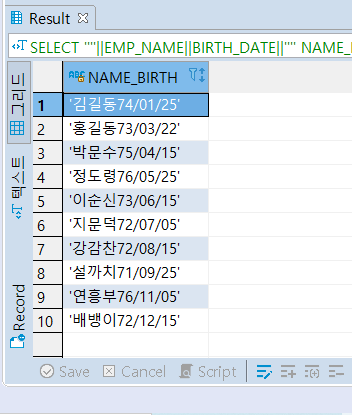 Result
SELECT ''''||EMP_NAME||BIRTH_DATE||'''' NAME_
그리드
텍스트
Record
ABC NAME_BIRTH
1 '김길동74/01/25'
2 '홍길동73/03/22'
3 '박문수75/04/15'
4 '정도령76/05/25'
5 '이순신73/06/15'
6 '지문덕72/07/05'
7 '강감찬72/08/15'
8 '설까치71/09/25'
9 '연흥부76/11/05'
10 '배뱅이72/12/15'
Save Cancel Script